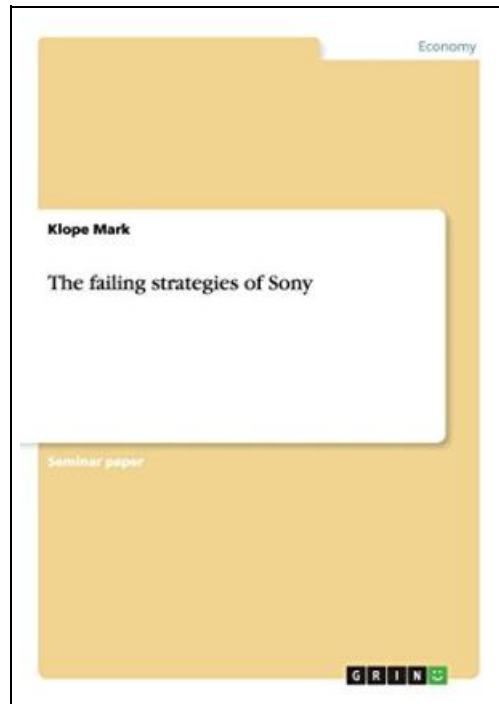 Economy
Klope Mark
The failing strategies of Sony
Seminar paper
GRIN